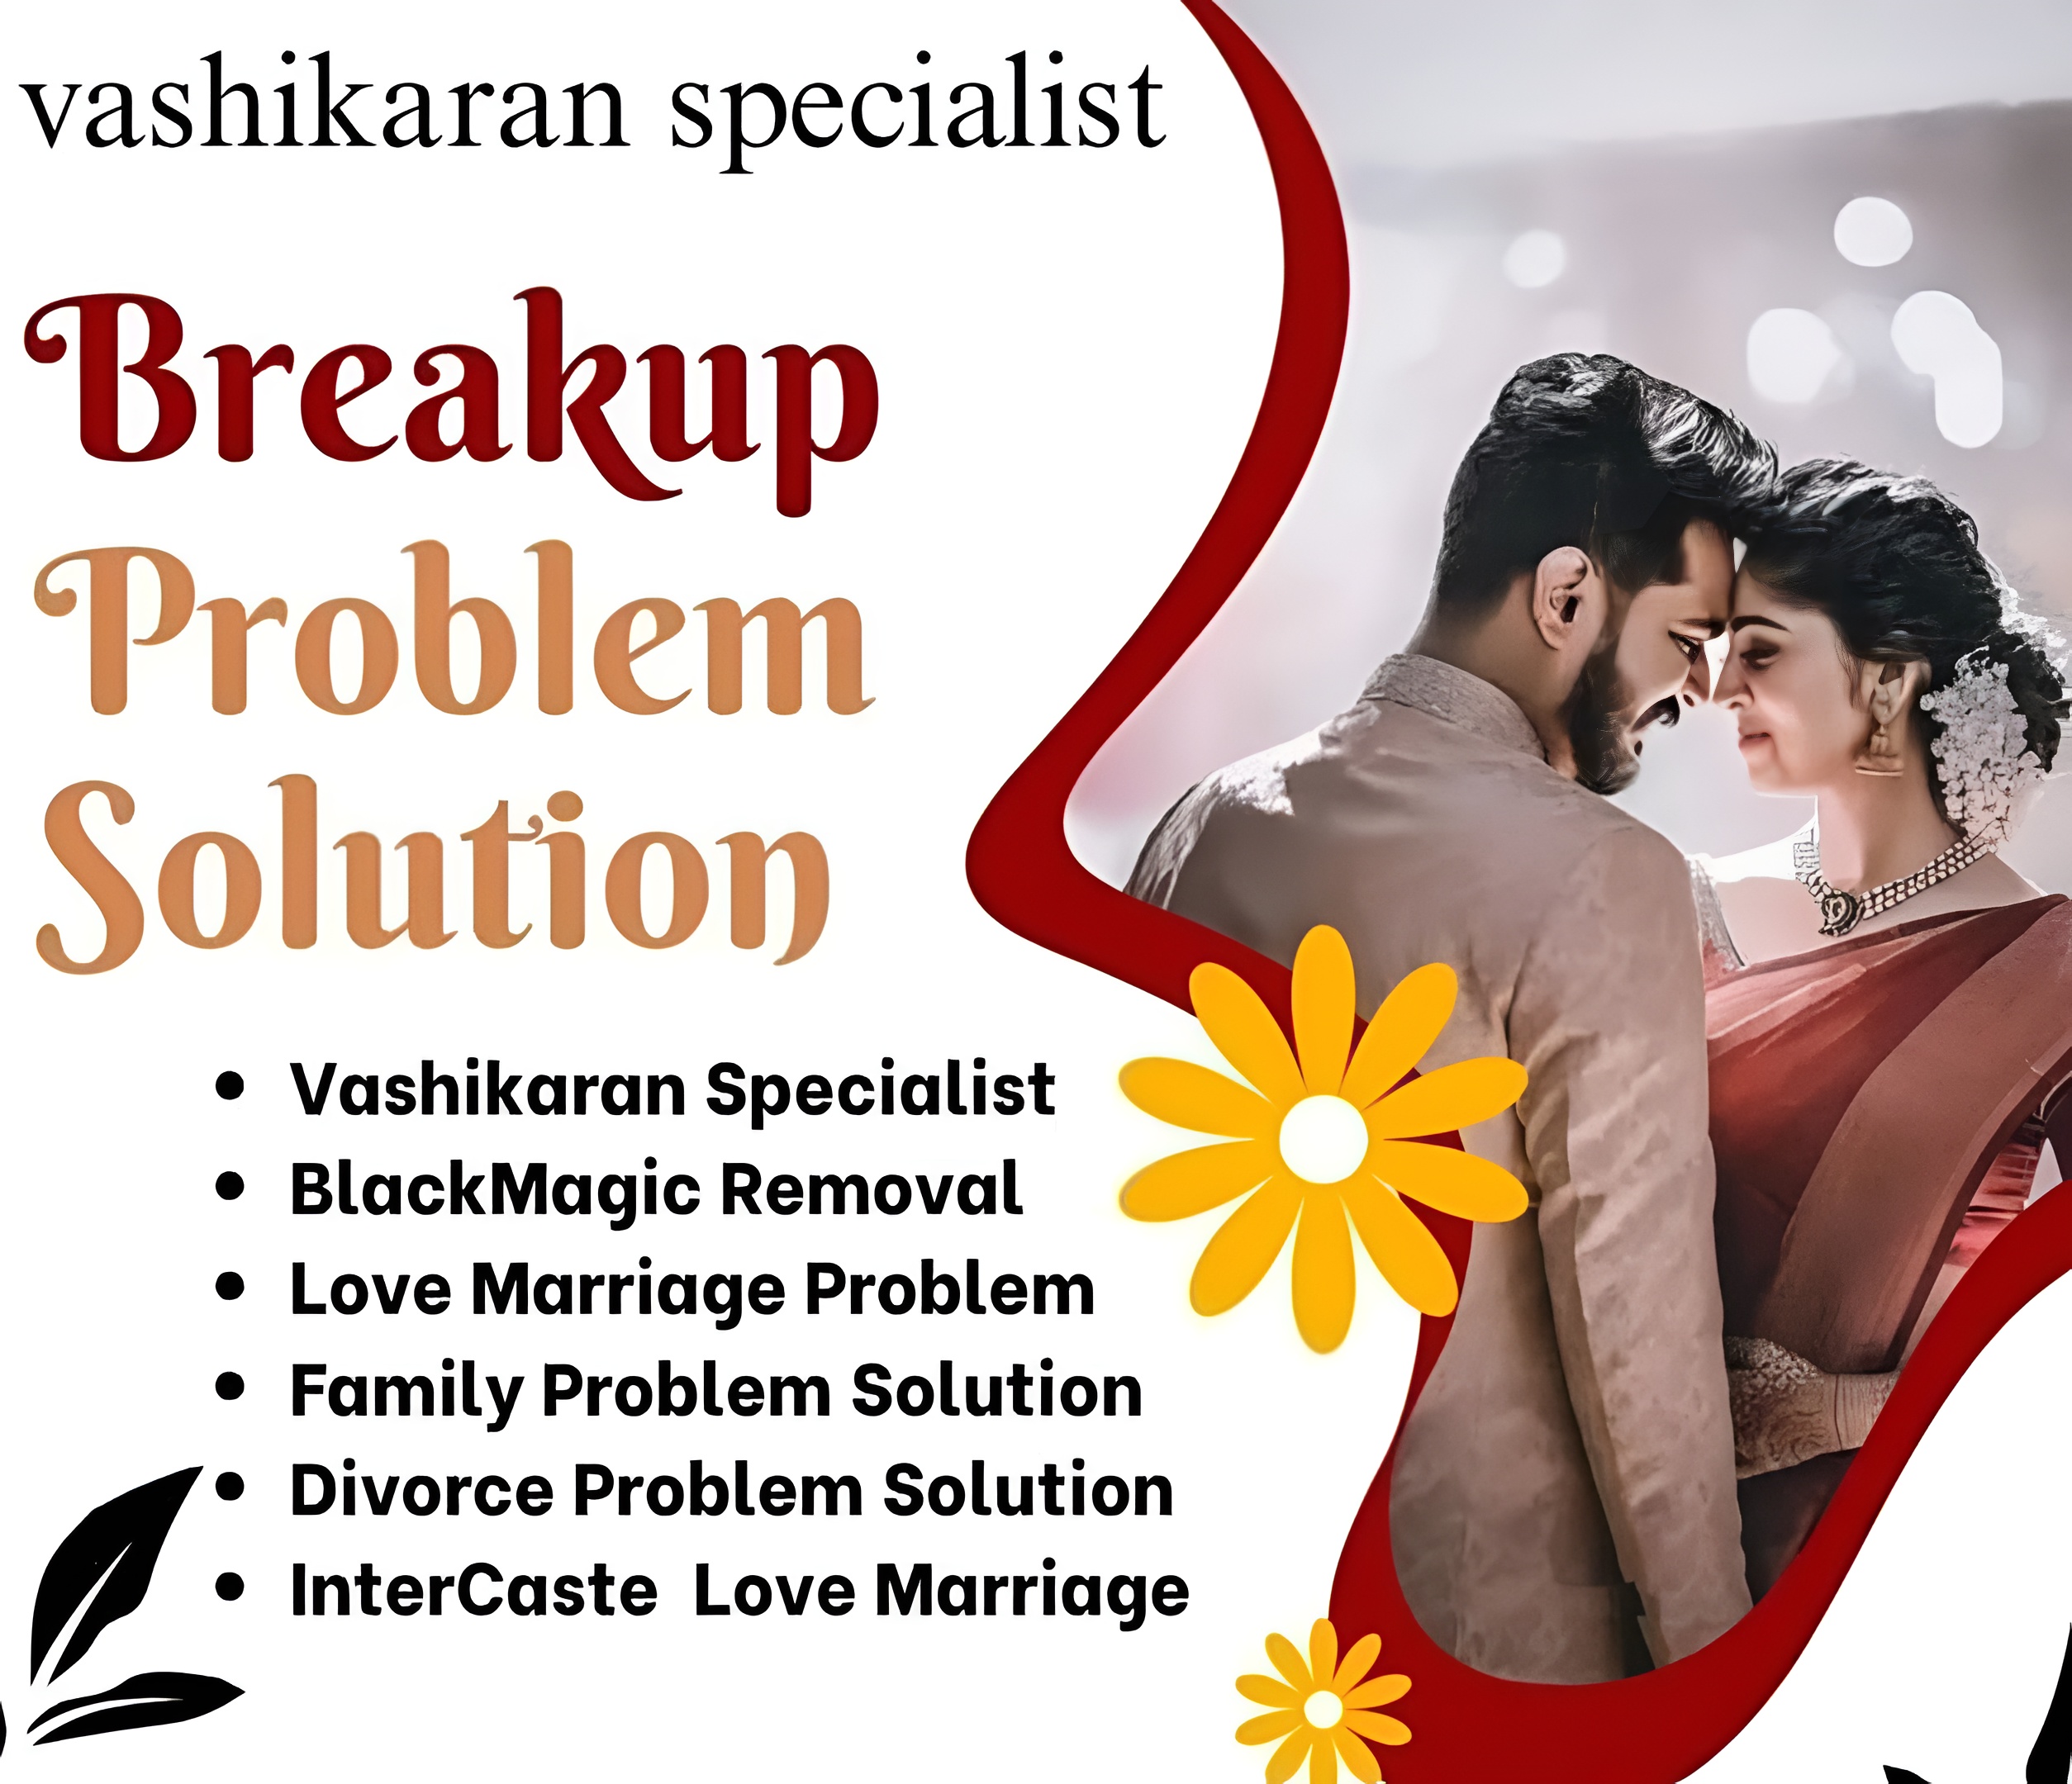 vashikaran specialist
Breakup
Problem
Solution
• Vashikaran Specialist
• BlackMagic Removal
• Love Marriage Problem
• Family Problem Solution
• Divorce Problem Solution
• InterCaste  Love Marriage